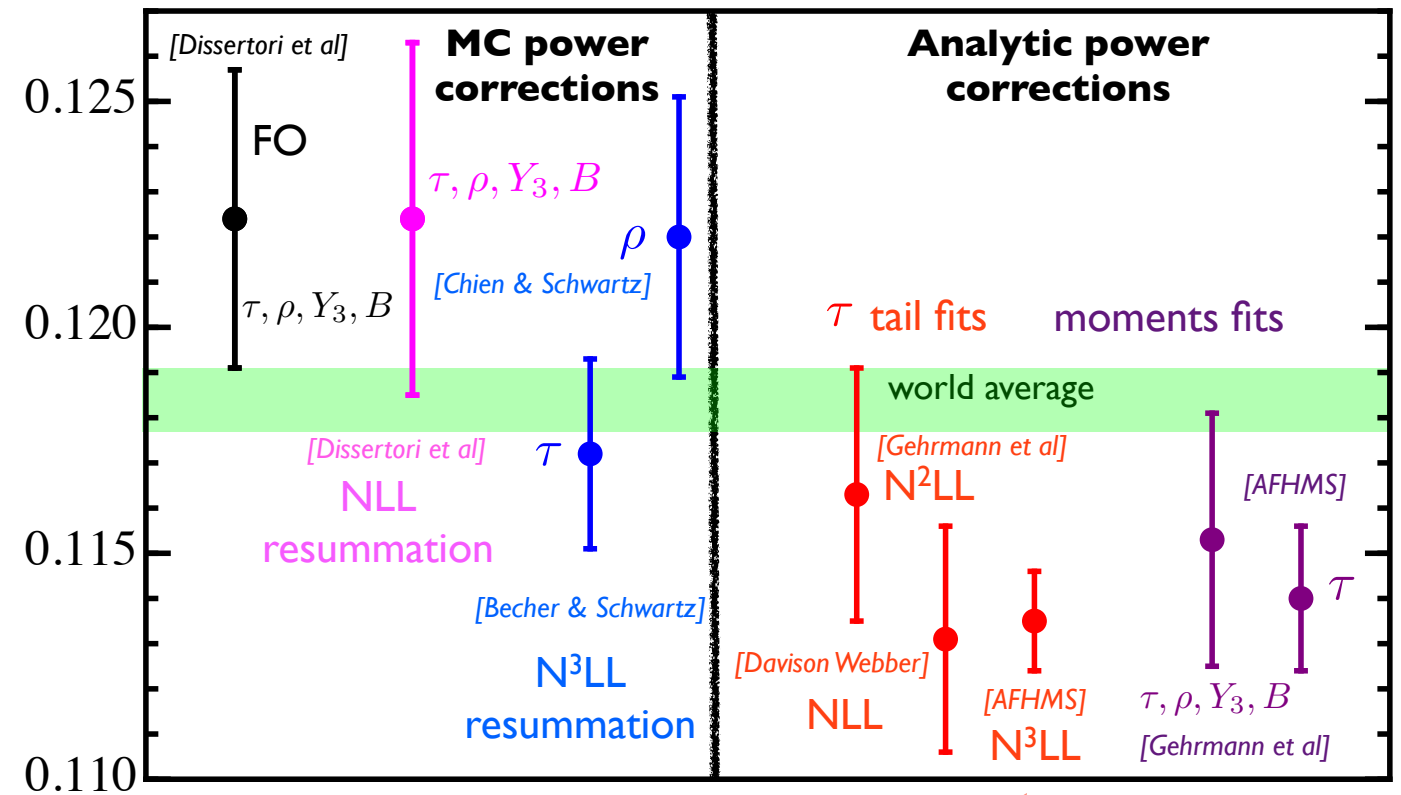 [Dissertori et al]
MC power
corrections
Analytic power
corrections
0.125
FO
τ, ρ, Y₃, B
ρ
[Chien & Schwartz]
τ, ρ, Y₃, B
0.120
τ tail fits
moments fits
world average
[Dissertori et al]
τ
[Gehrmann et al]
NLL
resummation
N²LL
[AFHMS]
0.115
τ
[Becher & Schwartz]
N³LL
resummation
[Davison Webber]
NLL
[AFHMS]
N³LL
τ, ρ, Y₃, B
[Gehrmann et al]
0.110